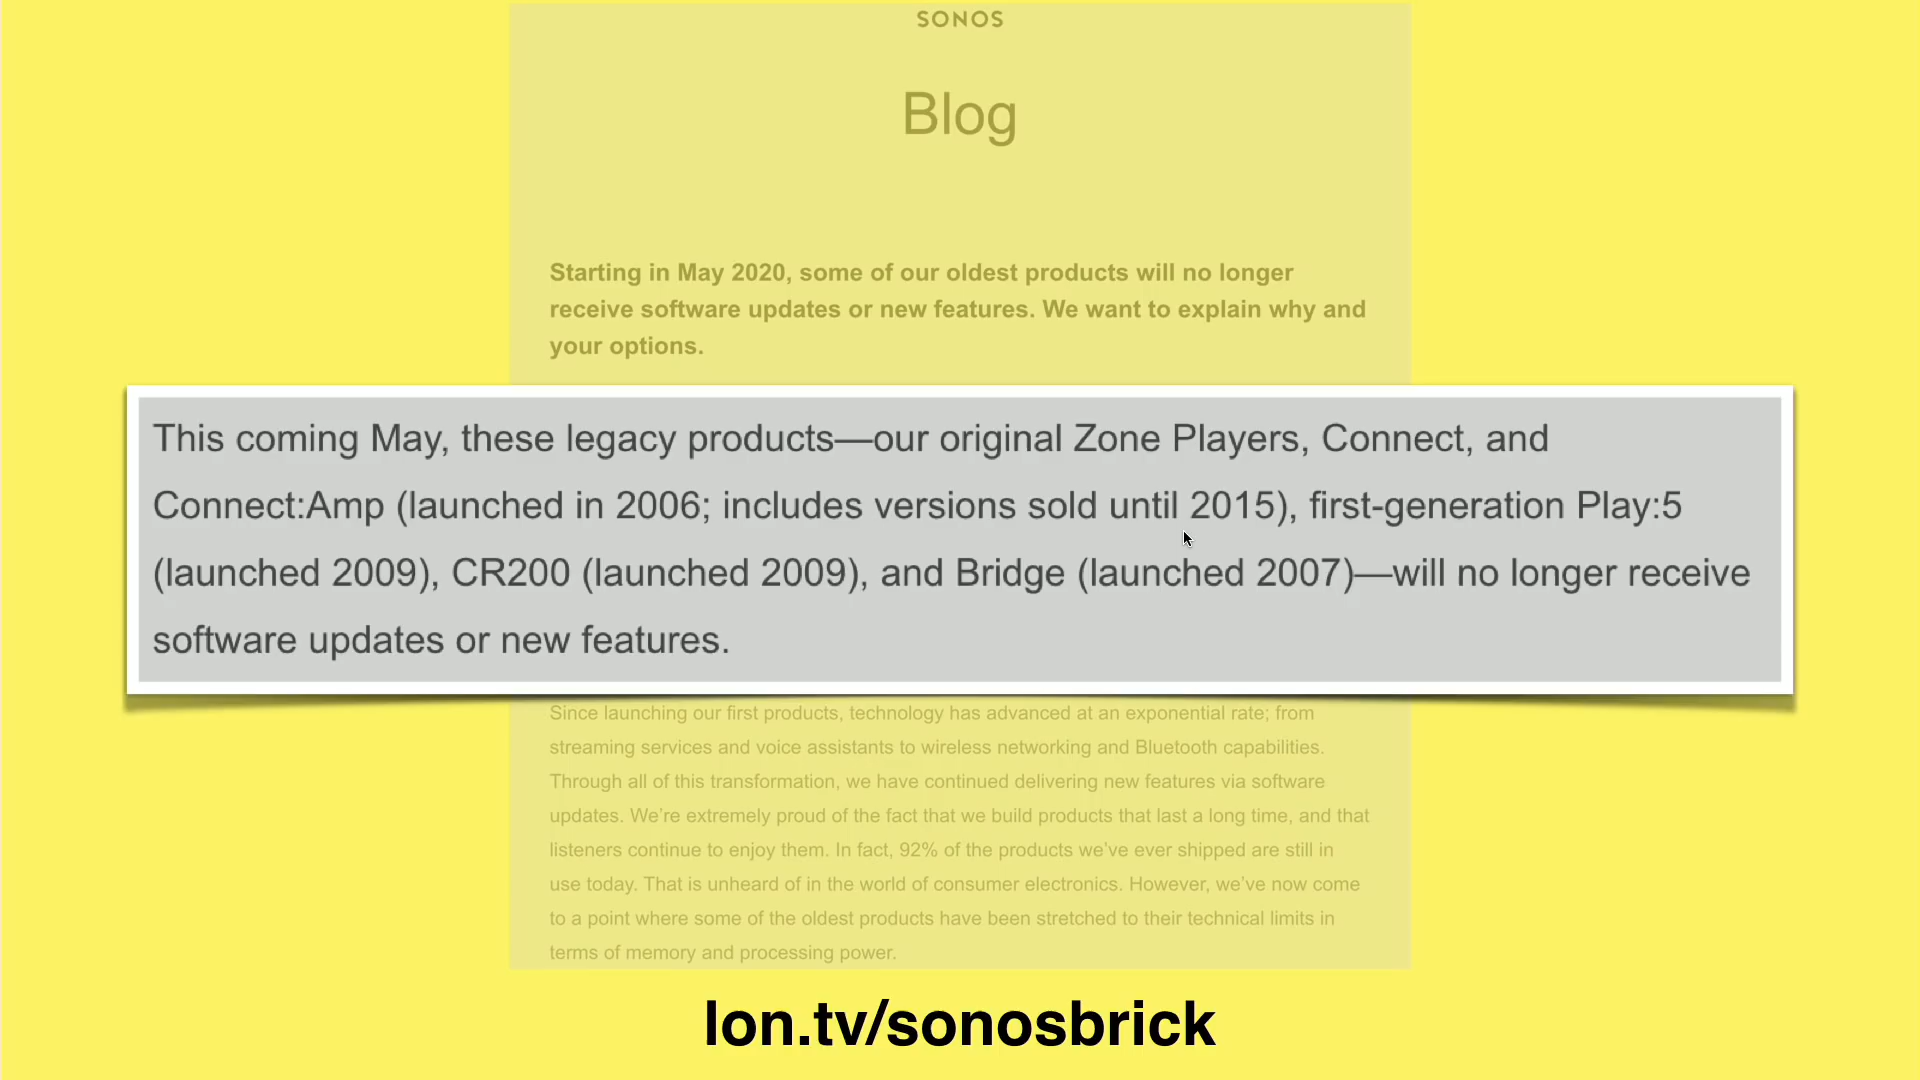 SONOS
Blog
Starting in May 2020, some of our oldest products will no longer
receive software updates or new features. We want to explain why and
your options.
This coming May, these legacy products—our original Zone Players, Connect, and
Connect:Amp (launched in 2006; includes versions sold until 2015), first-generation Play:5
(launched 2009), CR200 (launched 2009), and Bridge (launched 2007)—will no longer receive
software updates or new features.
Since launching our first products, technology has advanced at an exponential rate; from
streaming services and voice assistants to wireless networking and Bluetooth capabilities.
Through all of this transformation, we have continued delivering new features via software
updates. We’re extremely proud of the fact that we build products that last a long time, and that
listeners continue to enjoy them. In fact, 92% of the products we’ve ever shipped are still in
use today. That is unheard of in the world of consumer electronics. However, we’ve now come
to a point where some of the oldest products have been stretched to their technical limits in
terms of memory and processing power.
lon.tv/sonosbrick